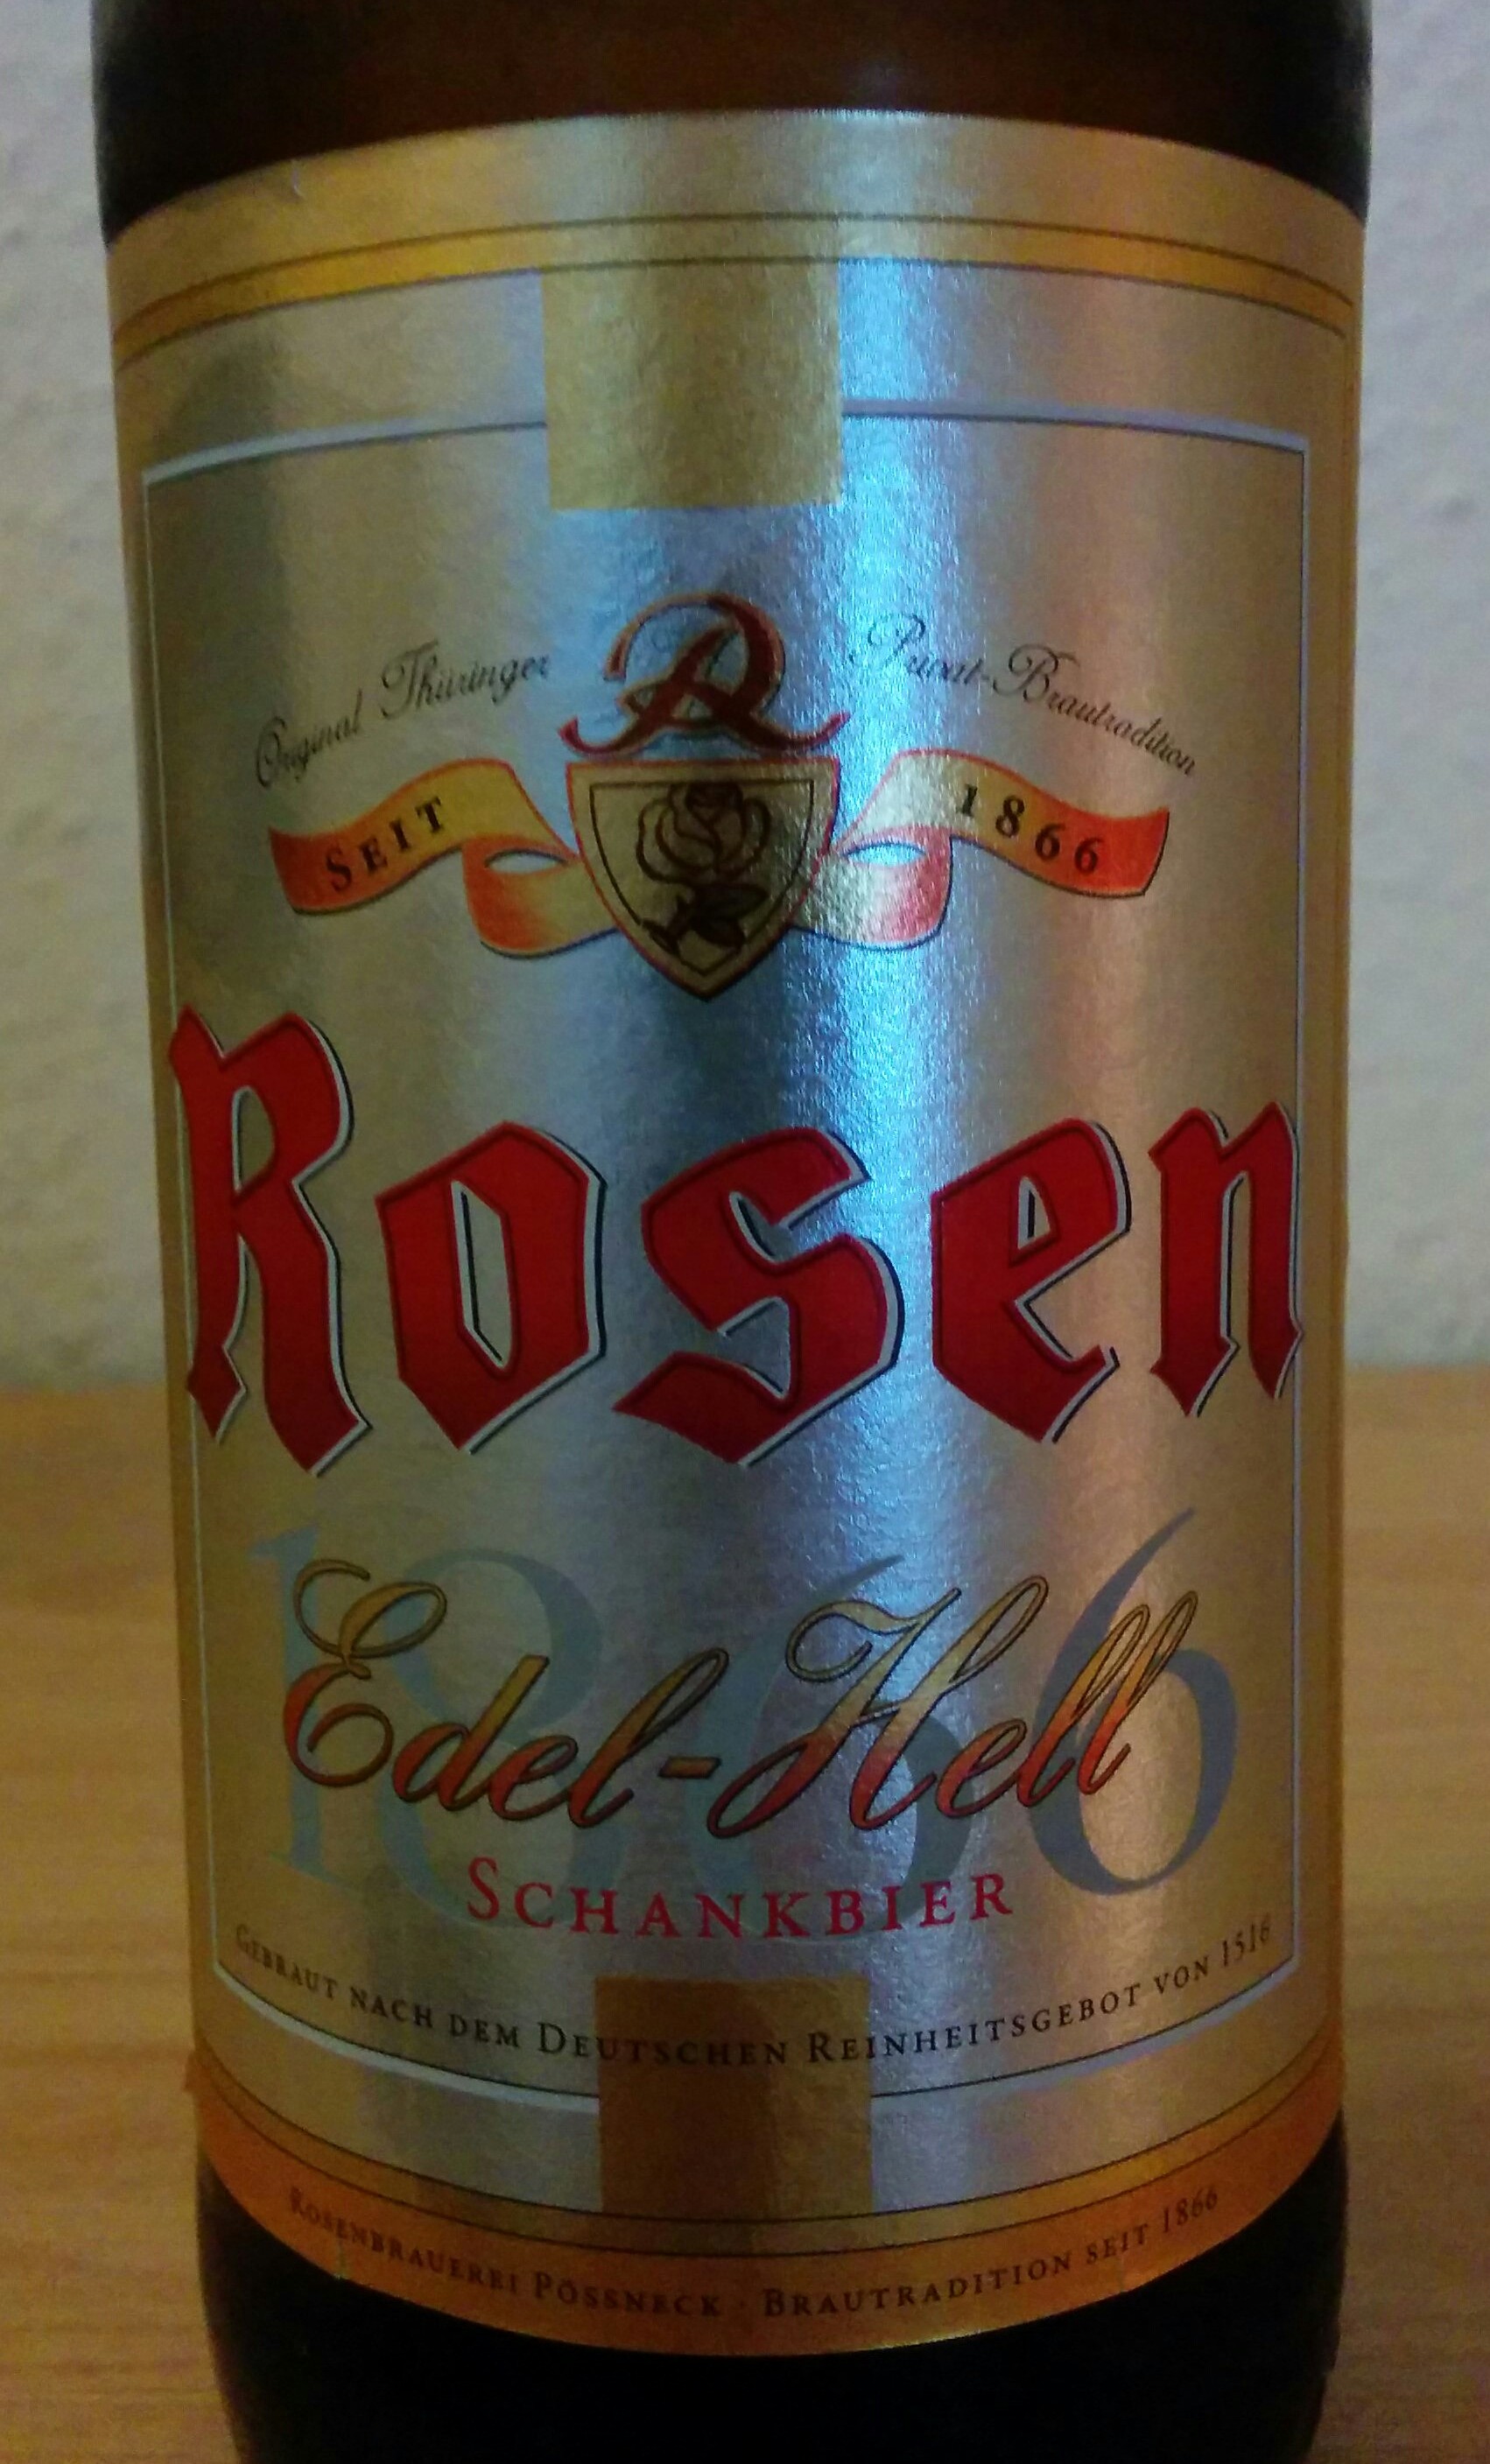 Original Thüringer Privat-Brautradition
R
SEIT 1866
Rosen
1866
Edel-Hell
SCHANKBIER
GEBRAUT NACH DEM DEUTSCHEN REINHEITSGEBOT VON 1516
ROSENBRAUEREI PÖSSNECK · BRAUTRADITION SEIT 1866